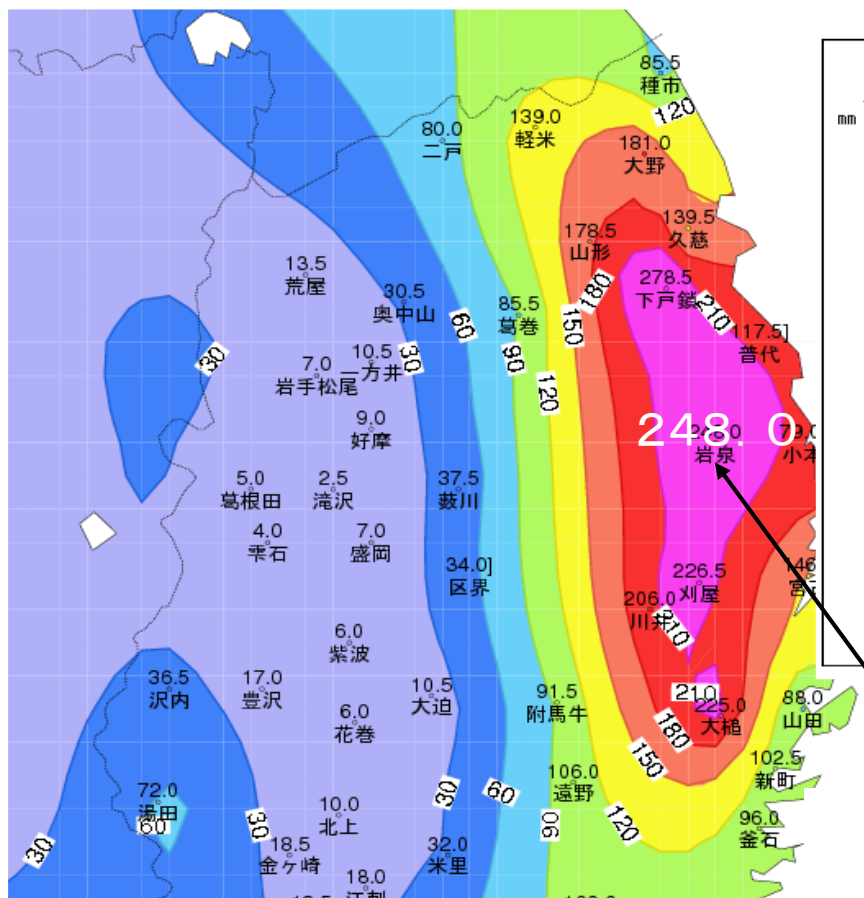 85.5
種市
120
mm
139.0
軽米
80.0
二戸
181.0
大野
139.5
久慈
178.5
山形
13.5
荒屋
278.5
下戸鎖
180
210
30.5
奥中山
85.5
葛巻
60
150
117.5]
普代
30
30
10.5
一方井
7.0
岩手松尾
90
120
9.0
好摩
248.0
岩泉
79.0
小本
5.0
葛根田
2.5
滝沢
37.5
薮川
4.0
雫石
7.0
盛岡
34.0]
区界
226.5
刈屋
206.0
川井
210
6.0
紫波
36.5
沢内
17.0
豊沢
10.5
大迫
91.5
附馬牛
210
225.0
大槌
88.0
山田
6.0
花巻
180
150
102.5
新町
106.0
遠野
72.0
湯田
60
30
60
30
10.0
北上
90
120
96.0
釜石
30
18.5
金ヶ崎
32.0
米里
18.0
江刺